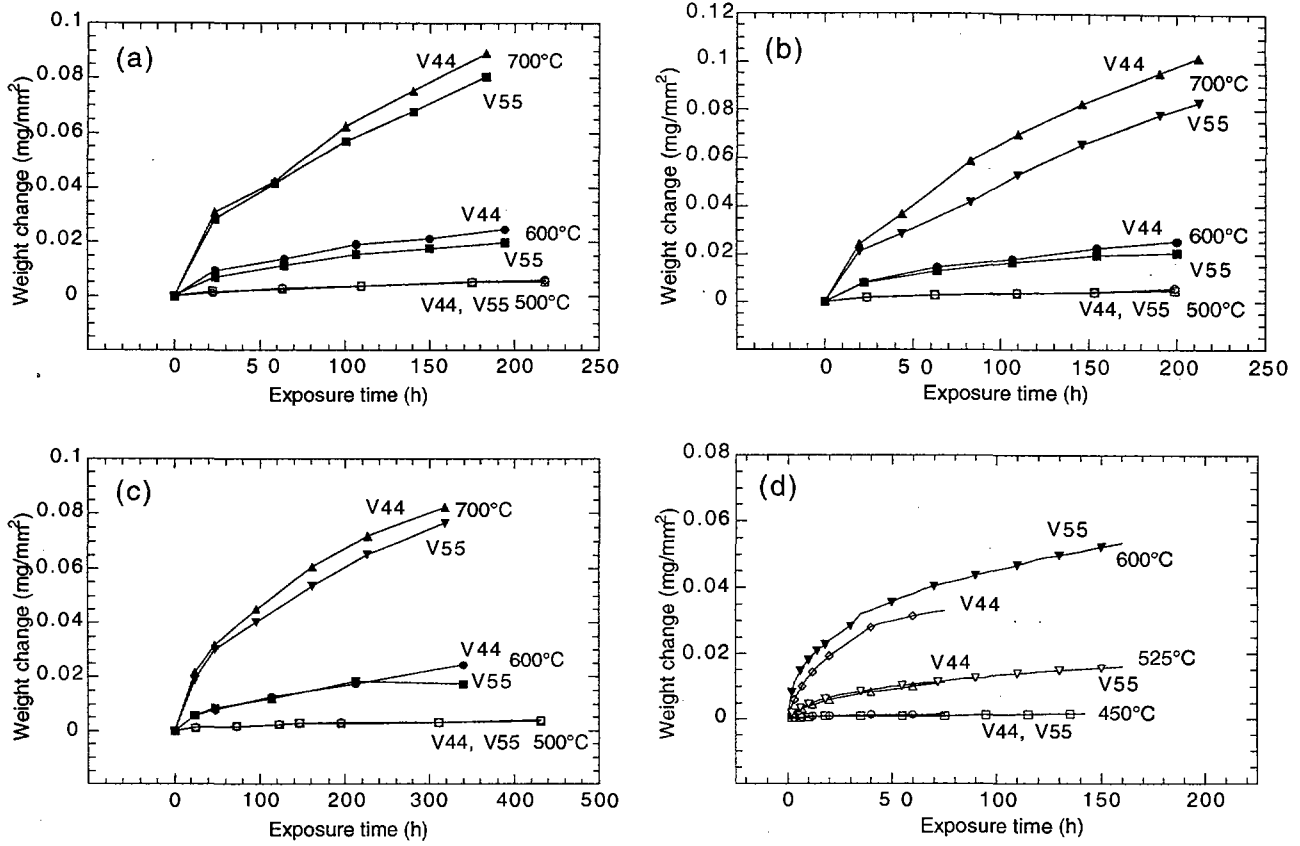 (a)
Weight change (mg/mm²)
0.1
0.08
0.06
0.04
0.02
0
V44
700°C
V55
V44
600°C
V55
V44, V55 500°C
0
5 0
100
150
200
250
Exposure time (h)
(b)
Weight change (mg/mm²)
0.12
0.1
0.08
0.06
0.04
0.02
0
V44
700°C
V55
V44
600°C
V55
V44, V55 500°C
0
5 0
100
150
200
250
Exposure time (h)
(c)
Weight change (mg/mm²)
0.1
0.08
0.06
0.04
0.02
0
V44
700°C
V55
V44
600°C
V55
V44, V55 500°C
0
100
200
300
400
500
Exposure time (h)
(d)
Weight change (mg/mm²)
0.08
0.06
0.04
0.02
0
V55
600°C
V44
V44
525°C
V55
450°C
V44, V55
0
5 0
100
150
200
Exposure time (h)